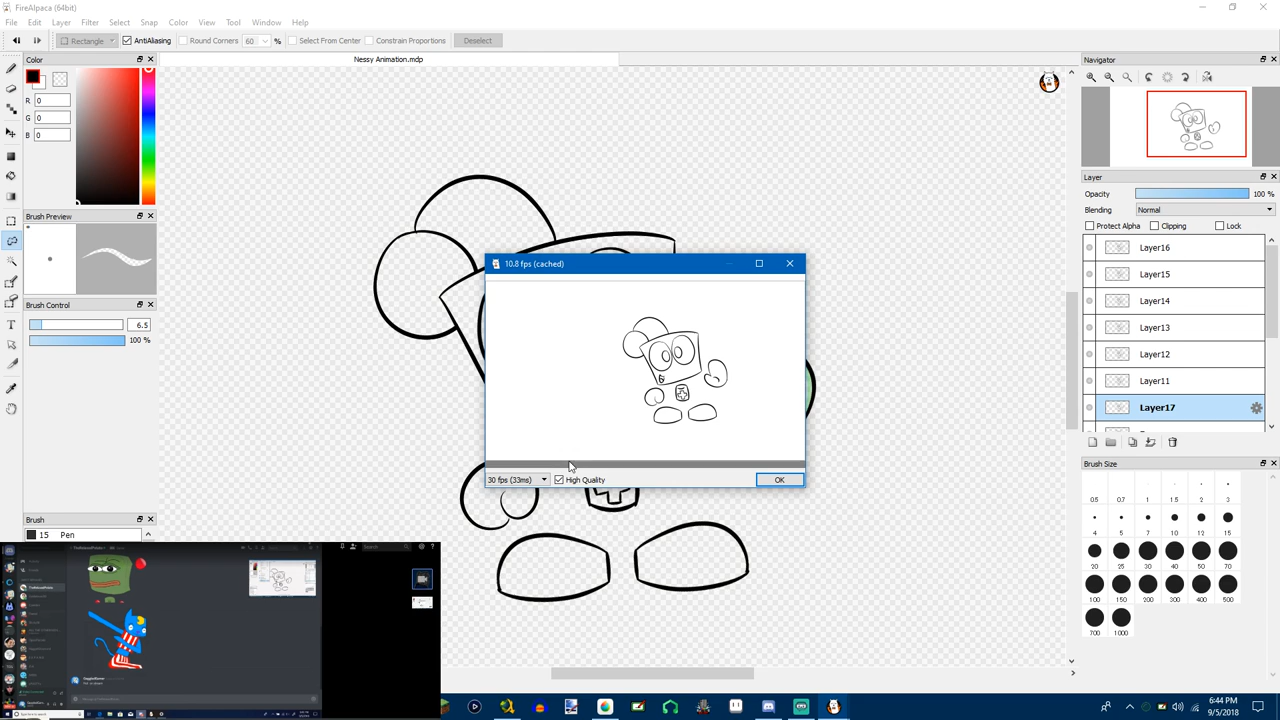 FireAlpaca (64bit)
File Edit Layer Filter Select Snap Color View Tool Window Help
Rectangle AntiAliasing Round Corners 60 % Select From Center Constrain Proportions Deselect
Color
Nessy Animation.mdp
Navigator
R 0
G 0
B 0
Layer
Opacity 100 %
Blending Normal
Protect Alpha Clipping Lock
Brush Preview
Layer16
Layer15
Layer14
Layer13
Layer12
Layer11
Layer17
10.8 fps (cached)
Brush Control
6.5
100 %
30 fps (33ms) High Quality OK
Brush Size
0.5 0.7 1 1.5 2 3
4 5 7 10 12 15
20 25 30 40 50 70
100 150 200 300 400 500
700 1000
Brush
15 Pen
Search
6:44 PM
9/5/2018